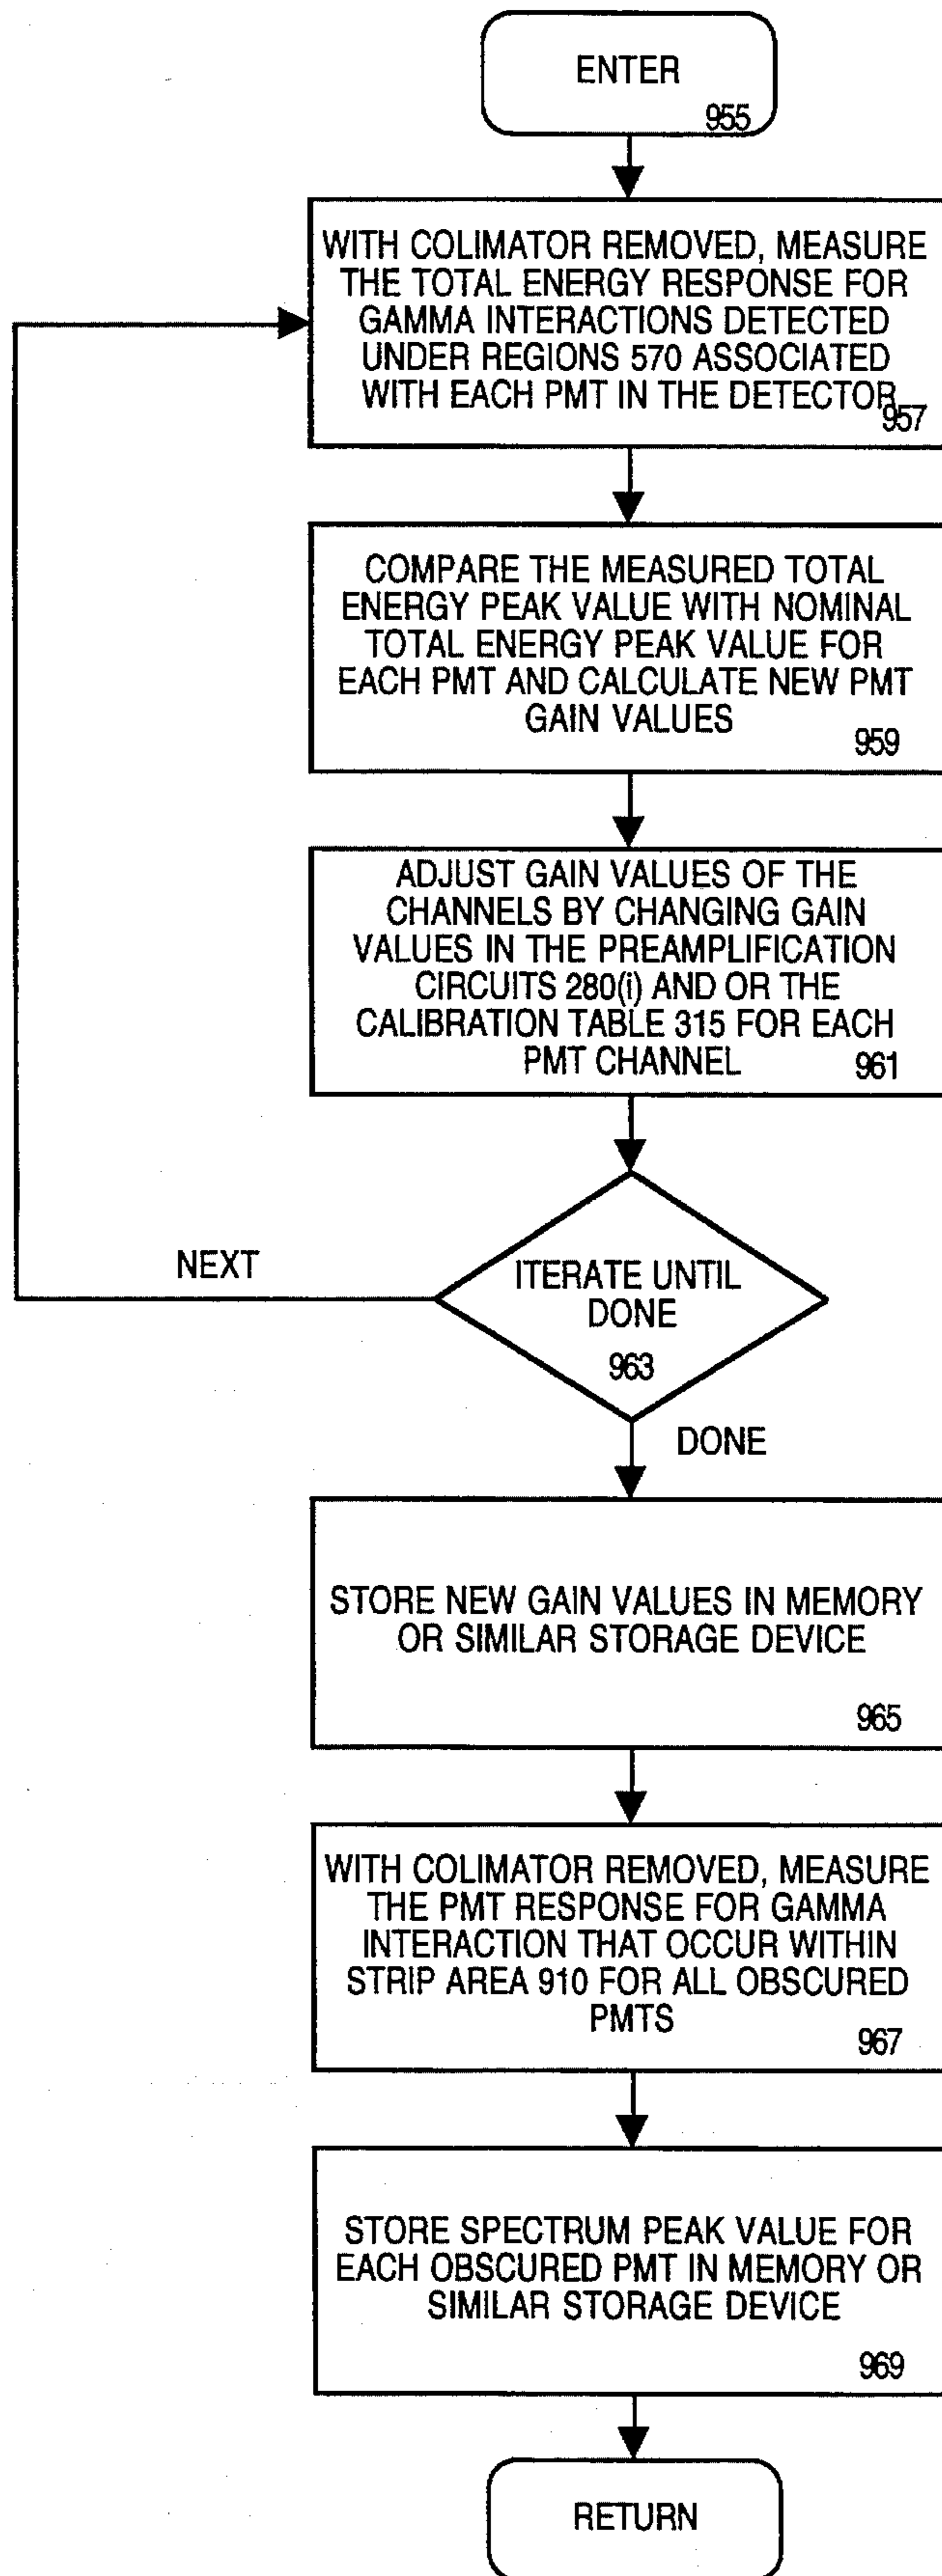 ENTER
955
WITH COLIMATOR REMOVED, MEASURE
THE TOTAL ENERGY RESPONSE FOR
GAMMA INTERACTIONS DETECTED
UNDER REGIONS 570 ASSOCIATED
WITH EACH PMT IN THE DETECTOR
957
COMPARE THE MEASURED TOTAL
ENERGY PEAK VALUE WITH NOMINAL
TOTAL ENERGY PEAK VALUE FOR
EACH PMT AND CALCULATE NEW PMT
GAIN VALUES
959
ADJUST GAIN VALUES OF THE
CHANNELS BY CHANGING GAIN
VALUES IN THE PREAMPLIFICATION
CIRCUITS 280(i) AND OR THE
CALIBRATION TABLE 315 FOR EACH
PMT CHANNEL
961
NEXT
ITERATE UNTIL
DONE
963
DONE
STORE NEW GAIN VALUES IN MEMORY
OR SIMILAR STORAGE DEVICE
965
WITH COLIMATOR REMOVED, MEASURE
THE PMT RESPONSE FOR GAMMA
INTERACTION THAT OCCUR WITHIN
STRIP AREA 910 FOR ALL OBSCURED
PMTS
967
STORE SPECTRUM PEAK VALUE FOR
EACH OBSCURED PMT IN MEMORY OR
SIMILAR STORAGE DEVICE
969
RETURN